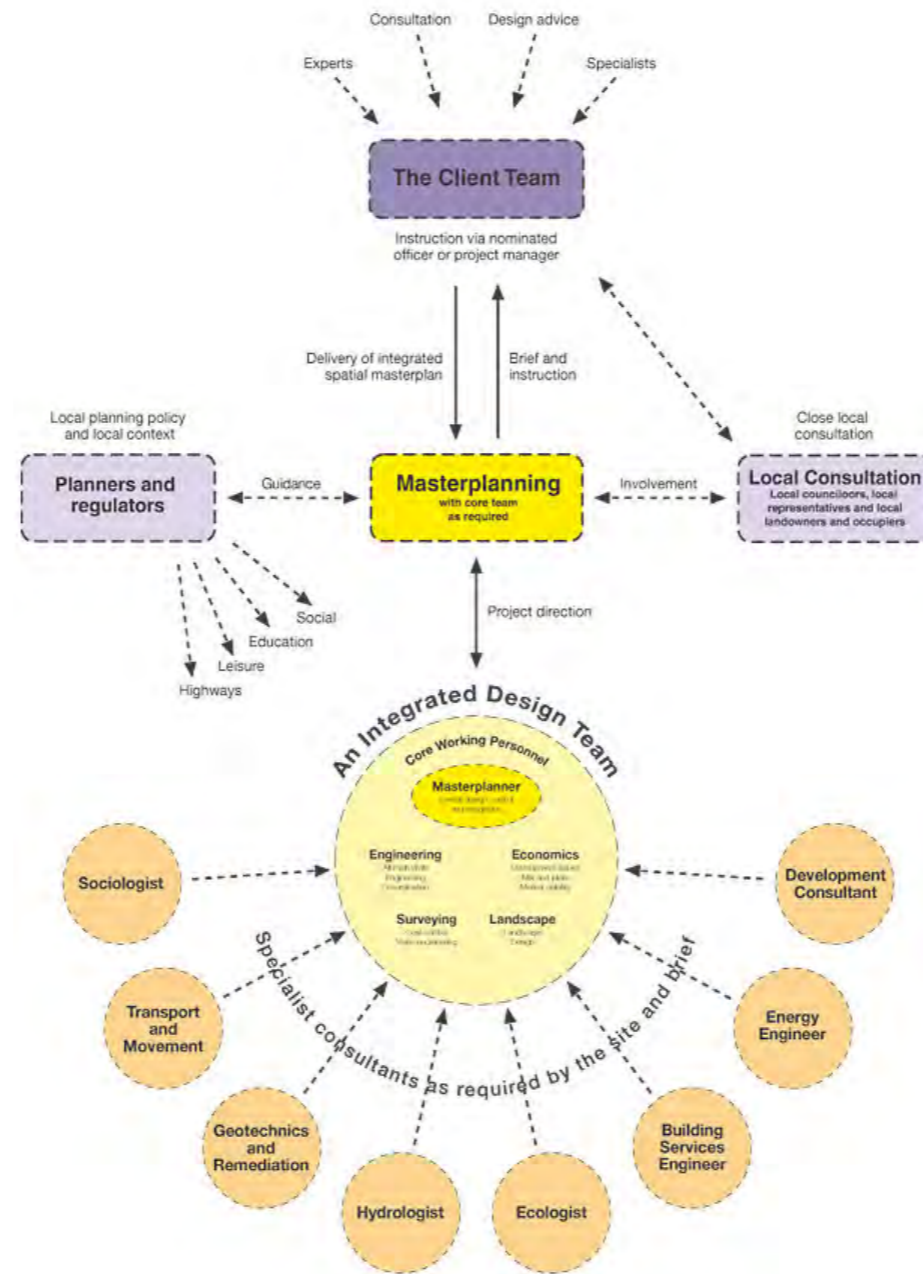 Consultation
Design advice
Experts
Specialists
The Client Team
Instruction via nominated
officer or project manager
Delivery of integrated
spatial masterplan
Brief and
instruction
Local planning policy
and local context
Close local
consultation
Planners and
regulators
Guidance
Masterplanning
with core team
as required
Involvement
Local Consultation
Local councilors, local
representatives and local
landowners and occupiers
Project direction
Social
Education
Leisure
Highways
An Integrated Design Team
Core Working Personnel
Masterplanner
Engineering
Economics
Surveying
Landscape
Sociologist
Development
Consultant
Specialist consultants as required by the site and brief
Transport
and
Movement
Energy
Engineer
Geotechnics
and
Remediation
Building
Services
Engineer
Hydrologist
Ecologist